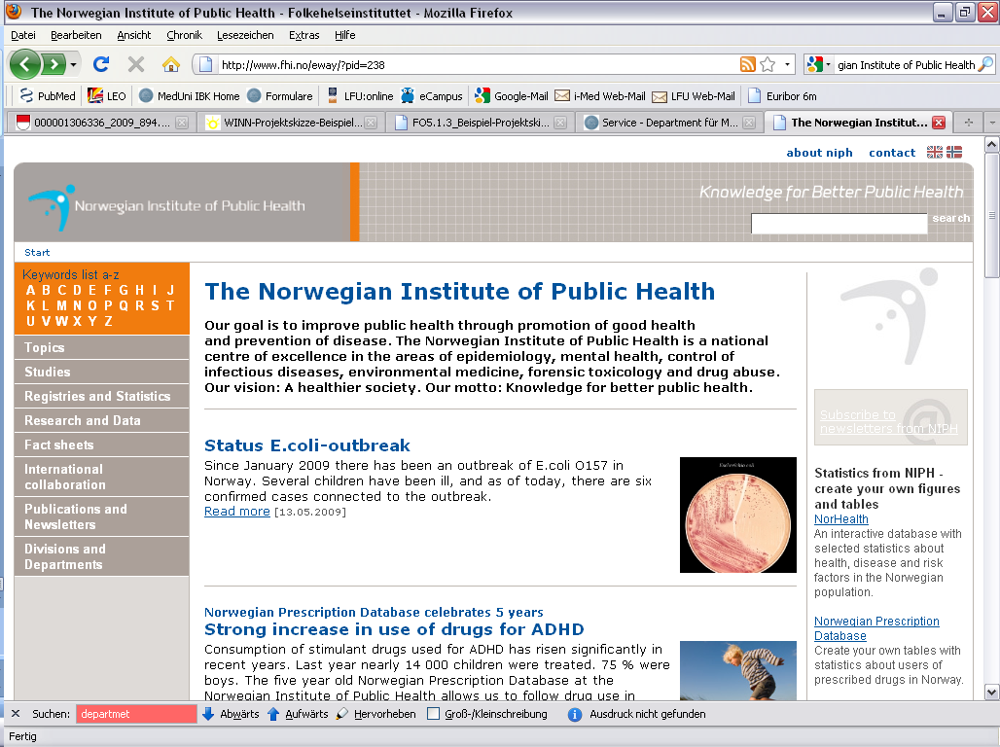 The Norwegian Institute of Public Health - Folkehelseinstituttet - Mozilla Firefox
Datei Bearbeiten Ansicht Chronik Lesezeichen Extras Hilfe
http://www.fhi.no/eway/?pid=238
gian Institute of Public Health
PubMed LEO MedUni IBK Home Formulare LFU:online eCampus Google-Mail i-Med Web-Mail LFU Web-Mail Euribor 6m
000001306336_2009_894.... WINN-Projektskizze-Beispiel... FO5.1.3_Beispiel-Projektski... Service - Department für M... The Norwegian Institut...
about niph contact
Norwegian Institute of Public Health
Knowledge for Better Public Health
search
Start
Keywords list a-z
A B C D E F G H I J
K L M N O P Q R S T
U V W X Y Z
Topics
Studies
Registries and Statistics
Research and Data
Fact sheets
International
collaboration
Publications and
Newsletters
Divisions and
Departments
The Norwegian Institute of Public Health
Our goal is to improve public health through promotion of good health
and prevention of disease. The Norwegian Institute of Public Health is a national
centre of excellence in the areas of epidemiology, mental health, control of
infectious diseases, environmental medicine, forensic toxicology and drug abuse.
Our vision: A healthier society. Our motto: Knowledge for better public health.
Status E.coli-outbreak
Since January 2009 there has been an outbreak of E.coli O157 in
Norway. Several children have been ill, and as of today, there are six
confirmed cases connected to the outbreak.
Read more [13.05.2009]
Escherichia coli
Norwegian Prescription Database celebrates 5 years
Strong increase in use of drugs for ADHD
Consumption of stimulant drugs used for ADHD has risen significantly in
recent years. Last year nearly 14 000 children were treated. 75 % were
boys. The five year old Norwegian Prescription Database at the
Norwegian Institute of Public Health allows us to follow drug use in
@
Subscribe to
newsletters from NIPH
Statistics from NIPH -
create your own figures
and tables
NorHealth
An interactive database with
selected statistics about
health, disease and risk
factors in the Norwegian
population.
Norwegian Prescription
Database
Create your own tables with
statistics about users of
prescribed drugs in Norway.
Suchen: departmet Abwärts Aufwärts Hervorheben Groß-/Kleinschreibung Ausdruck nicht gefunden
Fertig